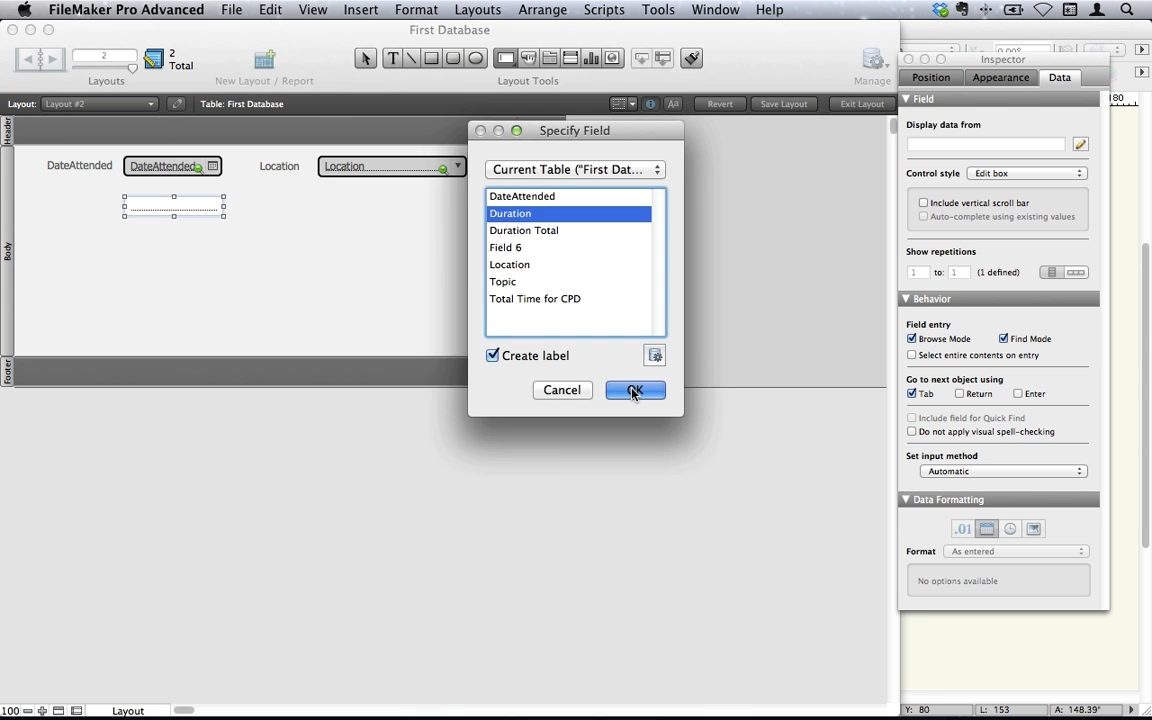 FileMaker Pro Advanced File Edit View Insert Format Layouts Arrange Scripts Tools Window Help
First Database
2
2
Total
Layouts
New Layout / Report
T
Layout Tools
Manage
Layout: Layout #2
Table: First Database
Aa
Revert
Save Layout
Exit Layout
Header
DateAttended
DateAttended
Location
Location
Body
Footer
Specify Field
Current Table ("First Dat...
DateAttended
Duration
Duration Total
Field 6
Location
Topic
Total Time for CPD
Create label
Cancel
OK
Inspector
Position
Appearance
Data
Field
Display data from
Control style Edit box
Include vertical scroll bar
Auto-complete using existing values
Show repetitions
1 to: 1 (1 defined)
Behavior
Field entry
Browse Mode
Find Mode
Select entire contents on entry
Go to next object using
Tab
Return
Enter
Include field for Quick Find
Do not apply visual spell-checking
Set input method
Automatic
Data Formatting
.01
Format As entered
No options available
100
Layout
Y: 80
L: 153
A: 148.39°